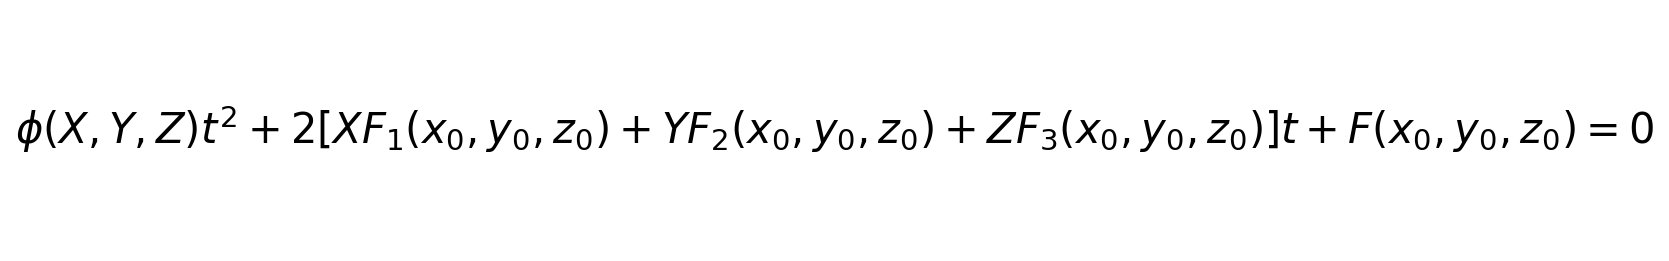 ϕ(X, Y, Z)t² + 2[XF₁(x₀, y₀, z₀) + YF₂(x₀, y₀, z₀) + ZF₃(x₀, y₀, z₀)]t + F(x₀, y₀, z₀) = 0